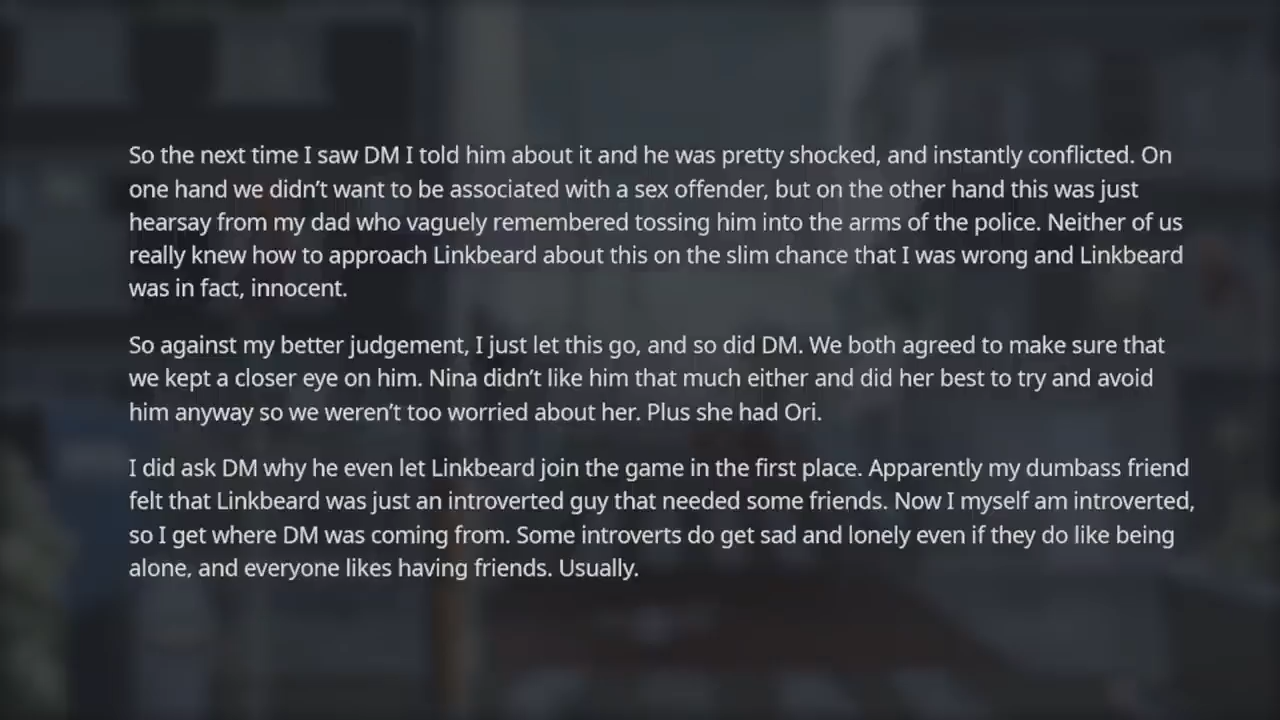 So the next time I saw DM I told him about it and he was pretty shocked, and instantly conflicted. On
one hand we didn’t want to be associated with a sex offender, but on the other hand this was just
hearsay from my dad who vaguely remembered tossing him into the arms of the police. Neither of us
really knew how to approach Linkbeard about this on the slim chance that I was wrong and Linkbeard
was in fact, innocent.
So against my better judgement, I just let this go, and so did DM. We both agreed to make sure that
we kept a closer eye on him. Nina didn’t like him that much either and did her best to try and avoid
him anyway so we weren’t too worried about her. Plus she had Ori.
I did ask DM why he even let Linkbeard join the game in the first place. Apparently my dumbass friend
felt that Linkbeard was just an introverted guy that needed some friends. Now I myself am introverted,
so I get where DM was coming from. Some introverts do get sad and lonely even if they do like being
alone, and everyone likes having friends. Usually.